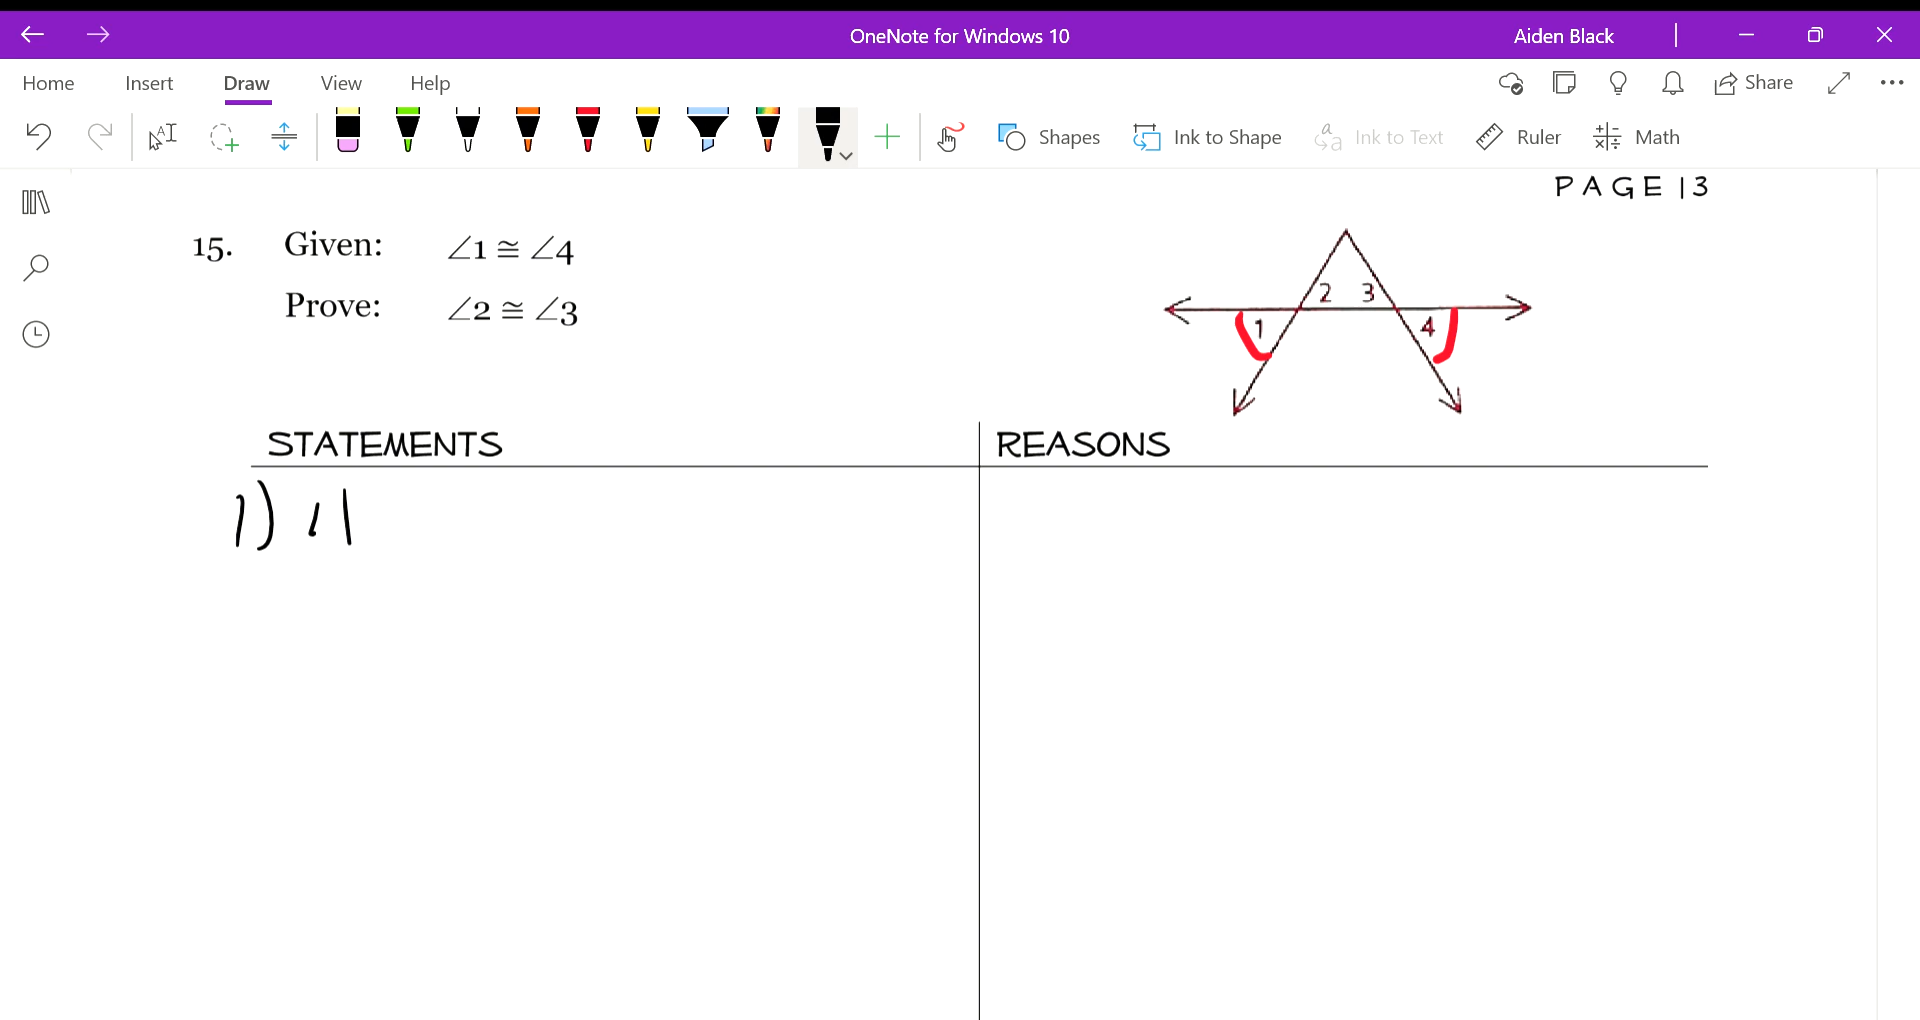 OneNote for Windows 10
Aiden Black
Home Insert Draw View Help
Share
Shapes Ink to Shape Ink to Text Ruler Math
PAGE 13
15. Given: ∠1 ≅ ∠4
Prove: ∠2 ≅ ∠3
2 3
1 4
STATEMENTS REASONS
1)